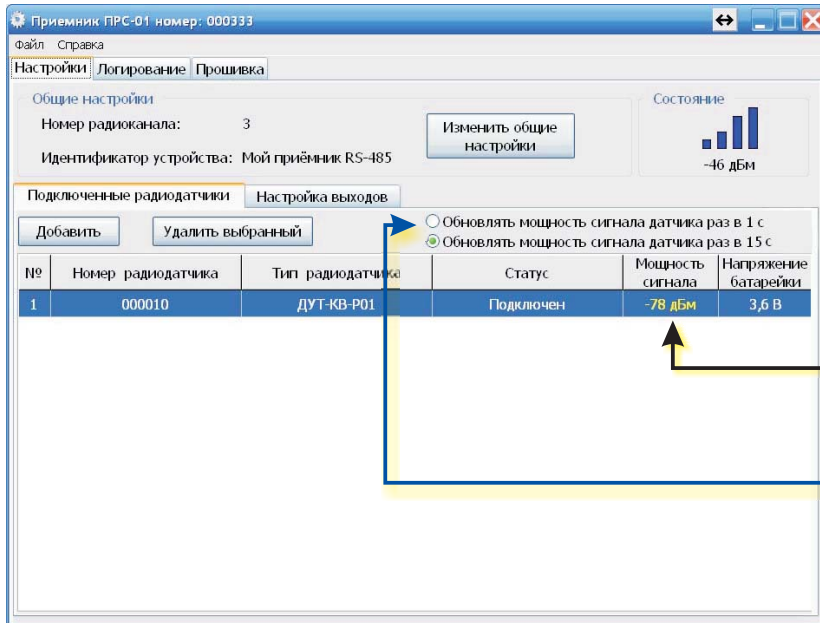 Приемник ПРС-01 номер: 000333
Файл Справка
Настройки Логирование Прошивка
Общие настройки
Состояние
Номер радиоканала: 3
Изменить общие настройки
Идентификатор устройства: Мой приёмник RS-485
-46 дБм
Подключенные радиодатчики Настройка выходов
Добавить Удалить выбранный
Обновлять мощность сигнала датчика раз в 1 с
Обновлять мощность сигнала датчика раз в 15 с
№ Номер радиодатчика Тип радиодатчика Статус Мощность сигнала Напряжение батарейки
1 000010 ДУТ-КВ-Р01 Подключен -78 дБм 3,6 В